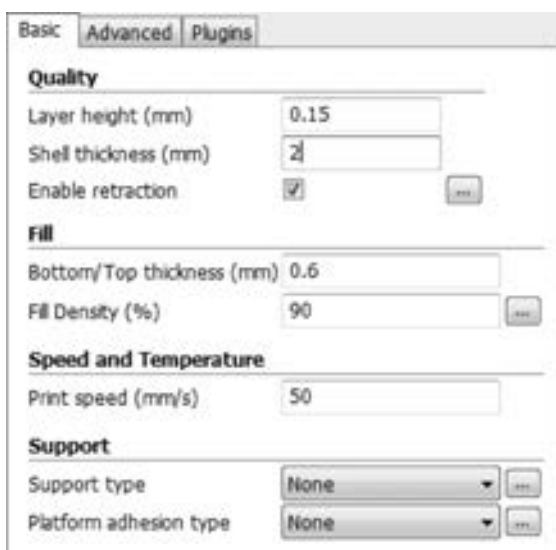 Basic Advanced Plugins
Quality
Layer height (mm) 0.15
Shell thickness (mm) 2
Enable retraction ...
Fill
Bottom/Top thickness (mm) 0.6
Fill Density (%) 90 ...
Speed and Temperature
Print speed (mm/s) 50
Support
Support type None ...
Platform adhesion type None ...